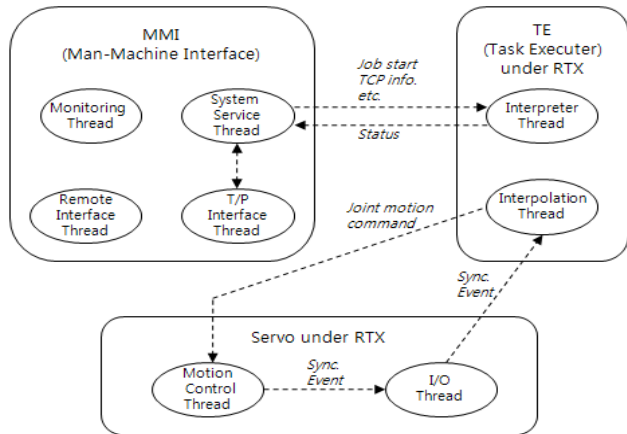 MMI
(Man-Machine Interface)
Monitoring
Thread
System
Service
Thread
Remote
Interface
Thread
T/P
Interface
Thread
Job start
TCP info.
etc.
Status
TE
(Task Executer)
under RTX
Interpreter
Thread
Interpolation
Thread
Joint motion
command
Sync.
Event
Servo under RTX
Motion
Control
Thread
Sync.
Event
I/O
Thread